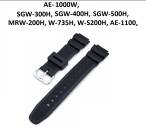 AE- 1000W,
SGW-300H, SGW-400H, SGW-500H,
MRW-200H, W-735H, W-S200H, AE-1100,